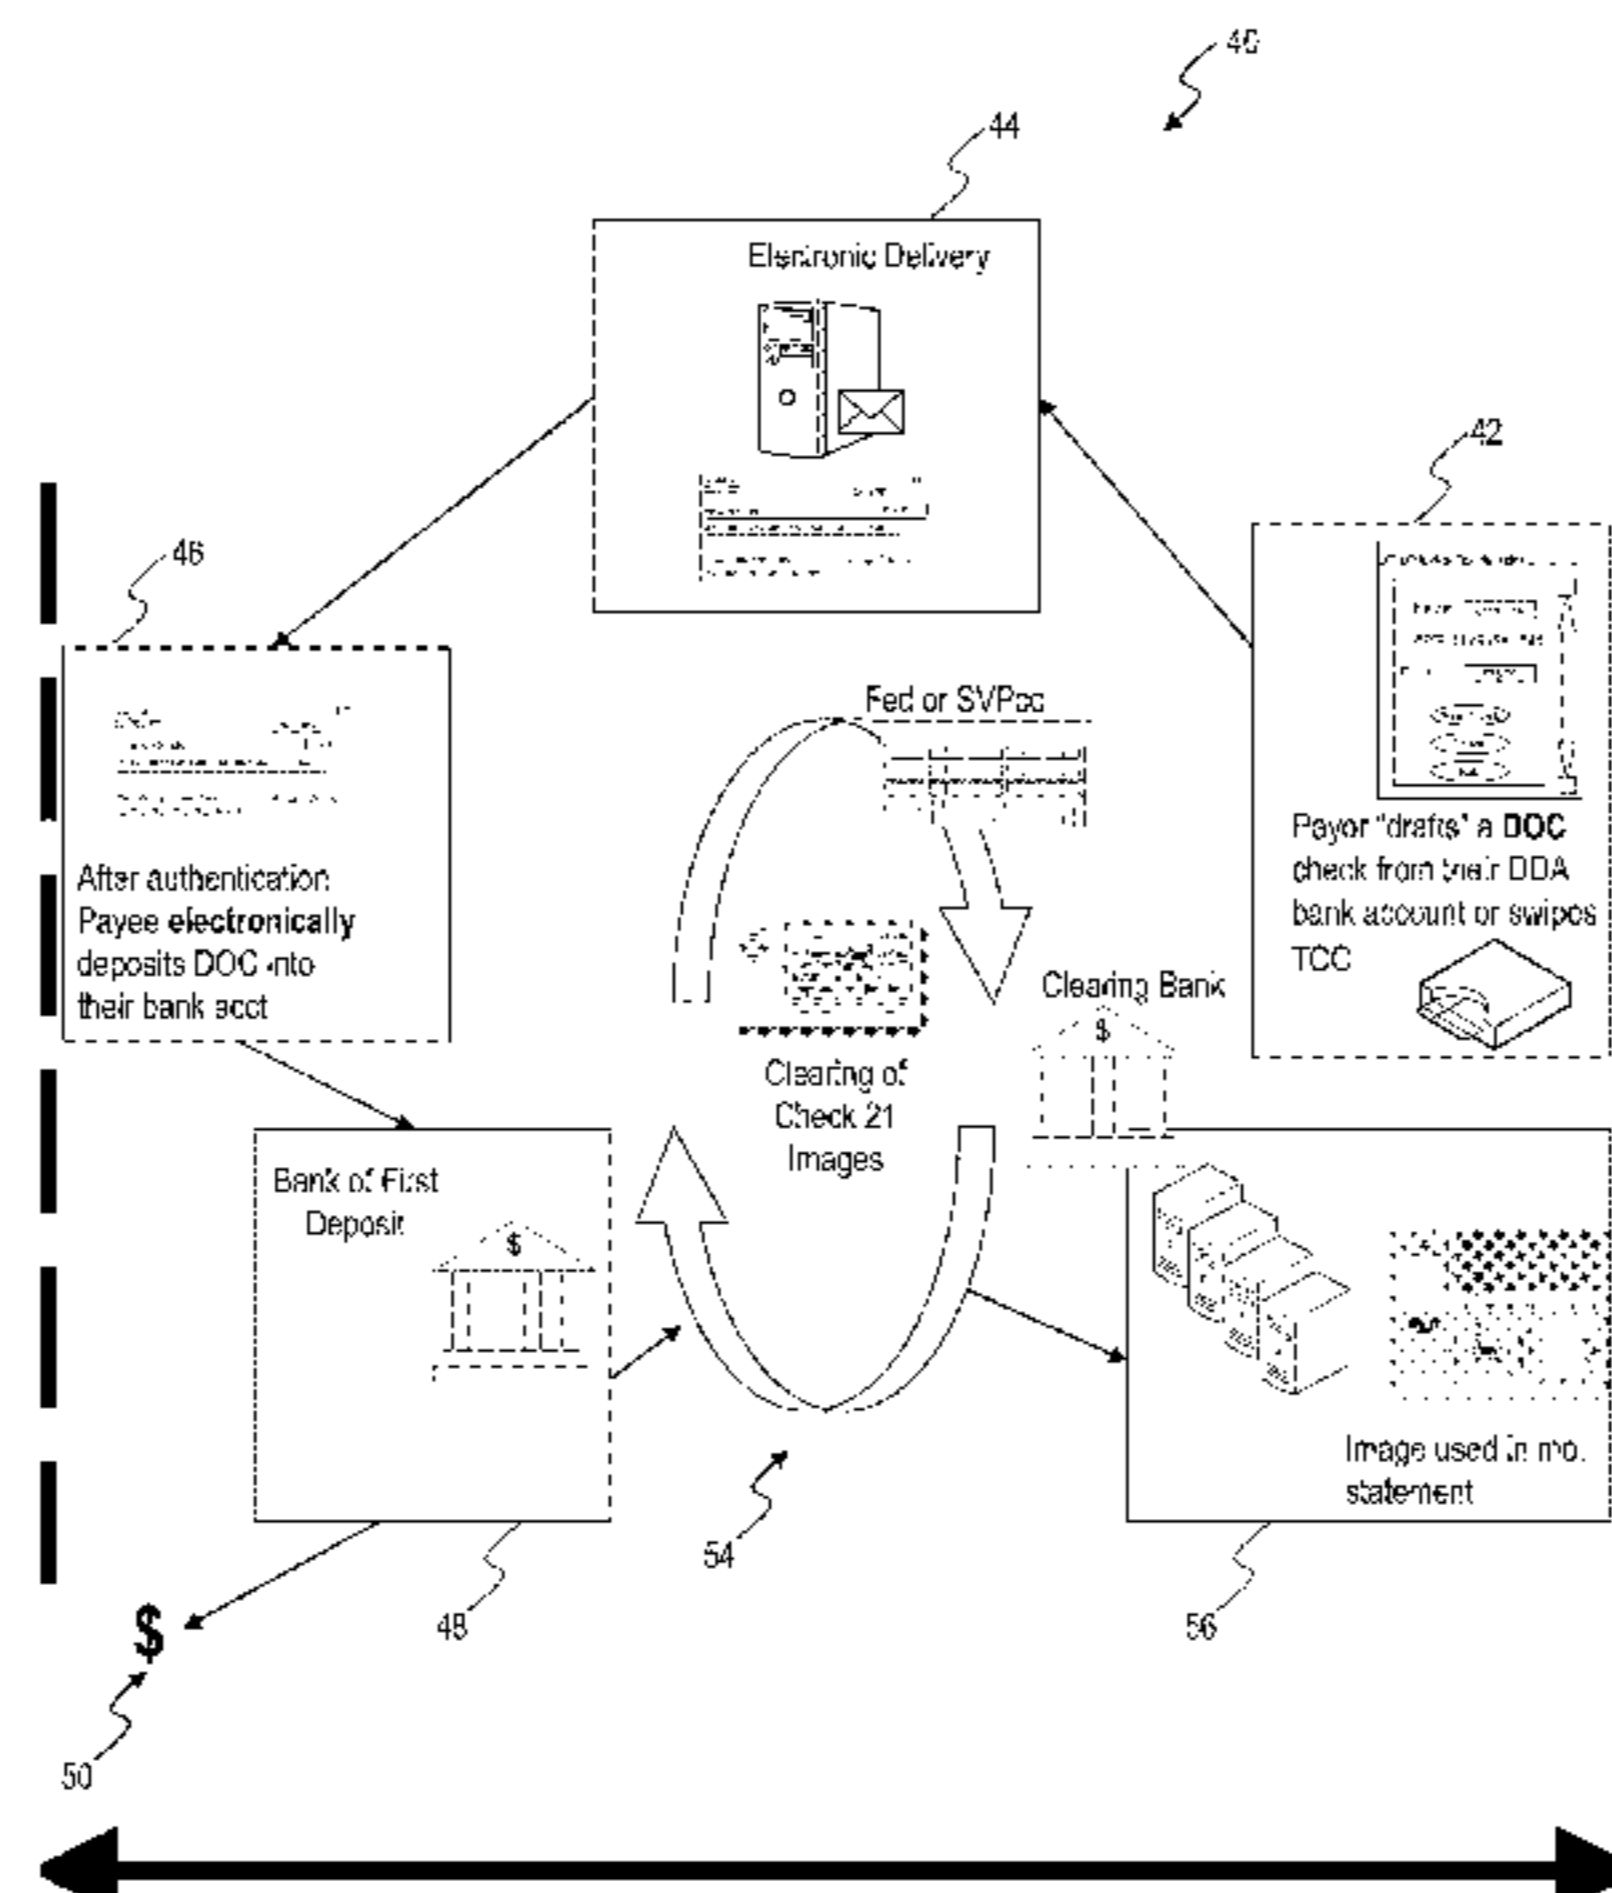 40
44
Electronic Delivery
42
46
Fed or SVPco
Payor "drafts" a DOC
check from their DDA
bank account or swipes
TCC
After authentication
Payee electronically
deposits DOC into
their bank acct
Clearing Bank
$
Clearing of
Check 21
Images
Bank of First
Deposit
$
Image used in mo.
statement
54
48
56
$
50